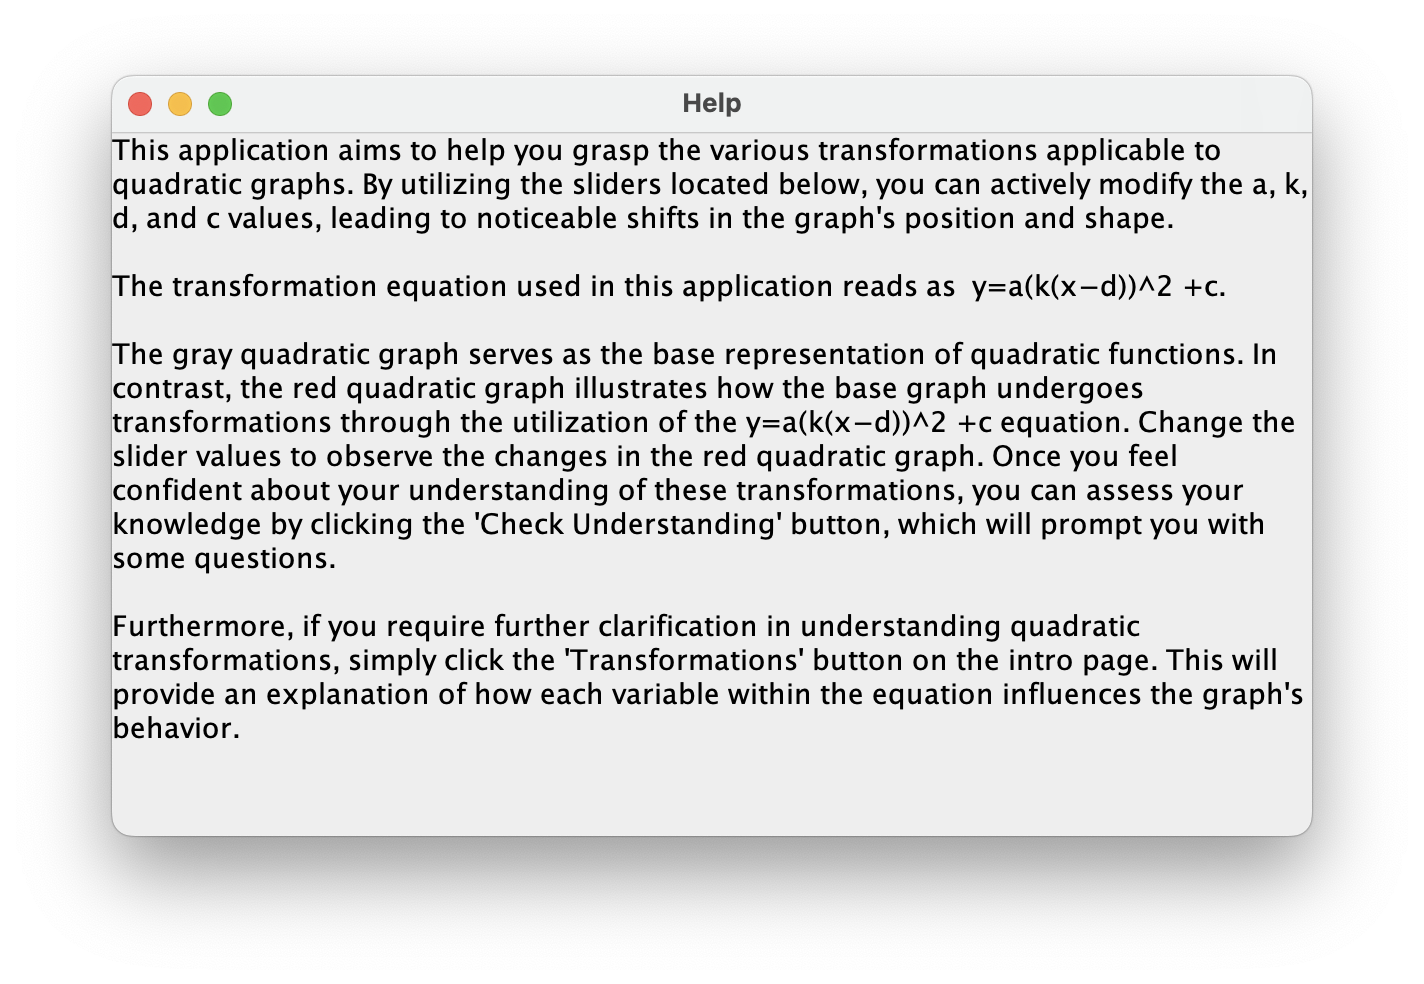 Help
This application aims to help you grasp the various transformations applicable to
quadratic graphs. By utilizing the sliders located below, you can actively modify the a, k,
d, and c values, leading to noticeable shifts in the graph's position and shape.
The transformation equation used in this application reads as  y=a(k(x−d))^2 +c.
The gray quadratic graph serves as the base representation of quadratic functions. In
contrast, the red quadratic graph illustrates how the base graph undergoes
transformations through the utilization of the y=a(k(x−d))^2 +c equation. Change the
slider values to observe the changes in the red quadratic graph. Once you feel
confident about your understanding of these transformations, you can assess your
knowledge by clicking the 'Check Understanding' button, which will prompt you with
some questions.
Furthermore, if you require further clarification in understanding quadratic
transformations, simply click the 'Transformations' button on the intro page. This will
provide an explanation of how each variable within the equation influences the graph's
behavior.